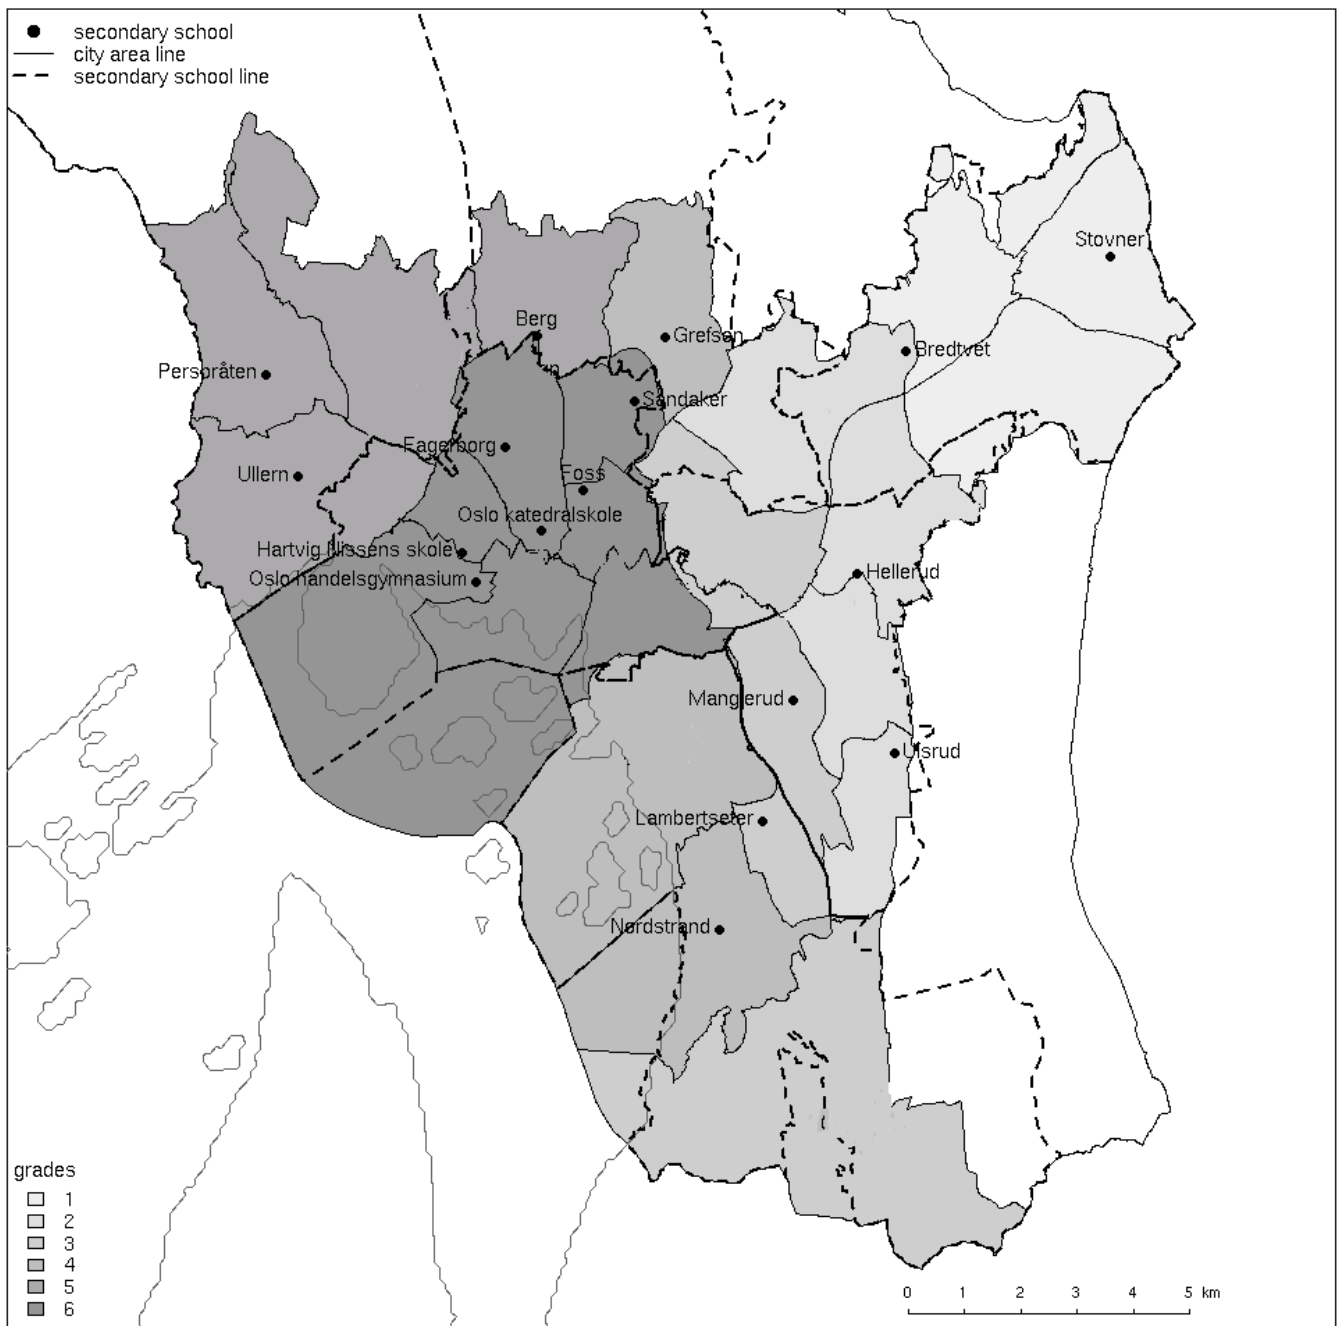 secondary school
city area line
secondary school line
Stovner
Berg
Grefsen
Bredtvet
Persbråten
Sandaker
Fagerborg
Ullern
Foss
Oslo katedralskole
Hartvig Nissens skole
Oslo handelsgymnasium
Hellerud
Manglerud
Ulsrud
Lambertseter
Nordstrand
grades
1
2
3
4
5
6
0 1 2 3 4 5 km